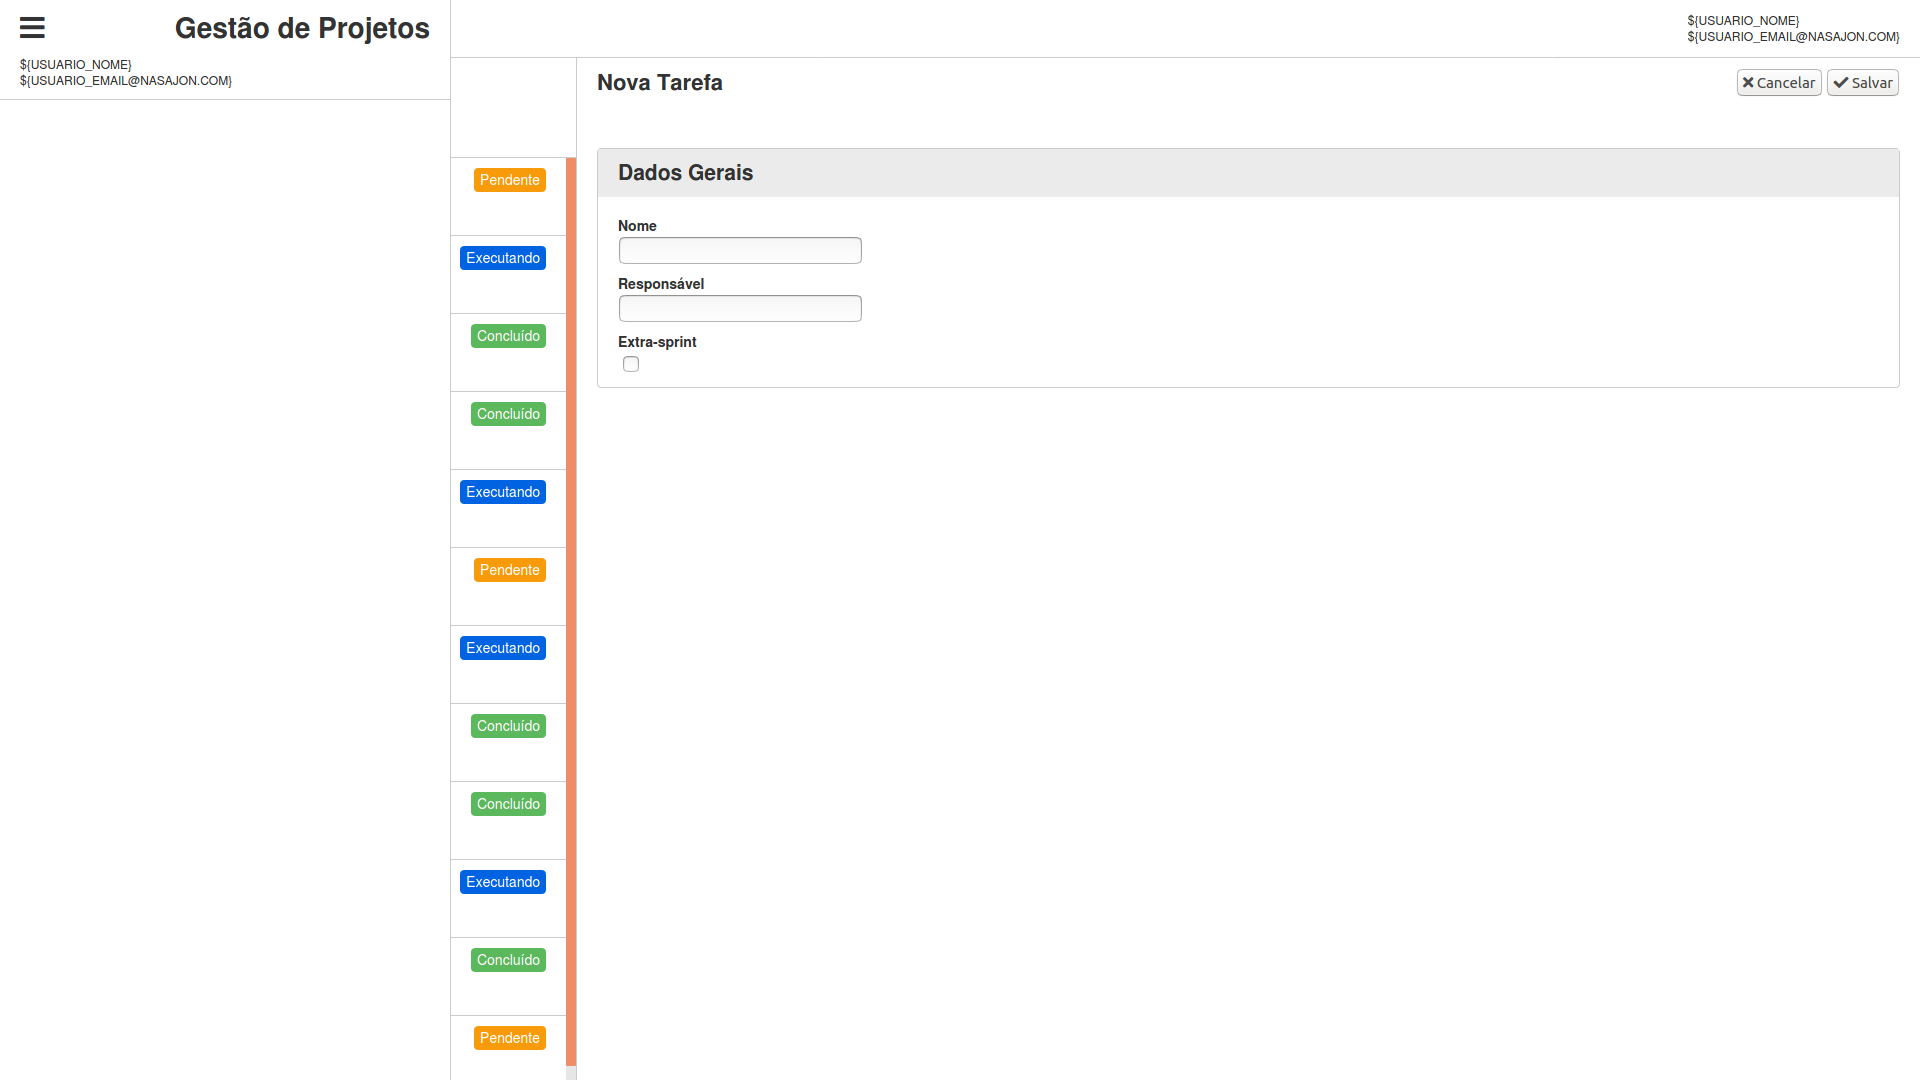 Gestão de Projetos
${USUARIO_NOME}
${USUARIO_EMAIL@NASAJON.COM}
${USUARIO_NOME}
${USUARIO_EMAIL@NASAJON.COM}
Pendente
Executando
Concluído
Concluído
Executando
Pendente
Executando
Concluído
Concluído
Executando
Concluído
Pendente
Nova Tarefa
Cancelar
Salvar
Dados Gerais
Nome
Responsável
Extra-sprint